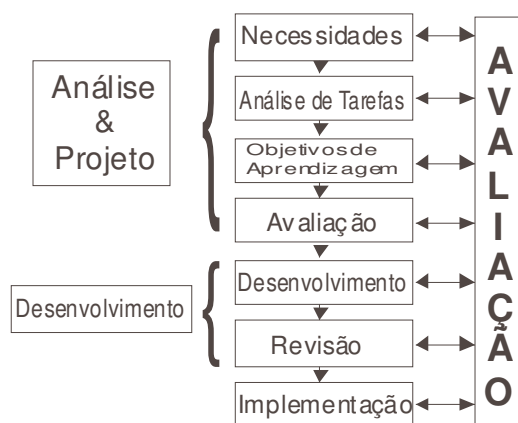 Análise
&
Projeto
Desenvolvimento
Necessidades
Análise de Tarefas
Objetivos de
Aprendizagem
Avaliação
Desenvolvimento
Revisão
Implementação
A
V
A
L
I
A
Ç
Ã
O